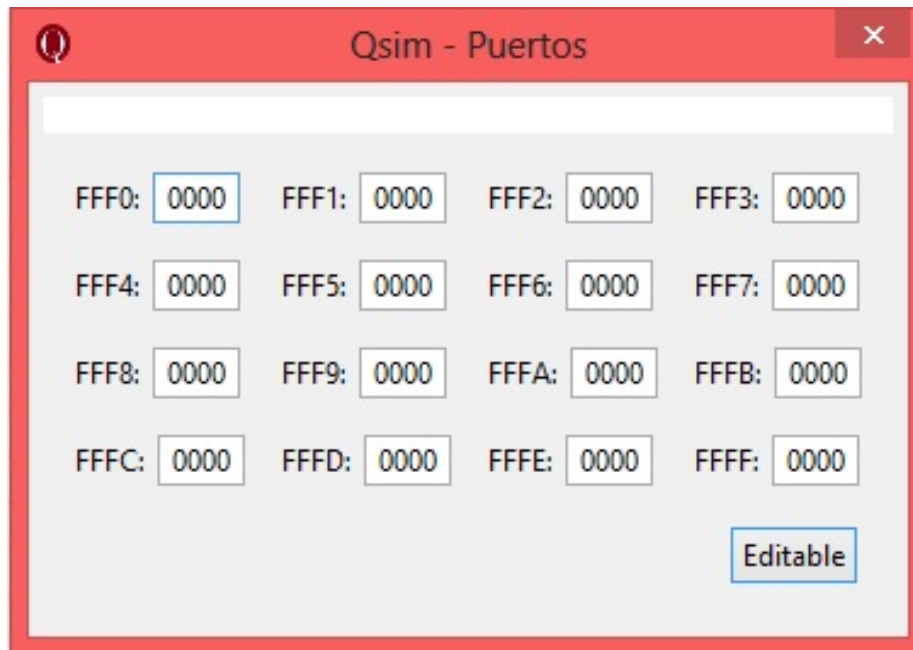 Q Qsim - Puertos ×
FFF0: 0000 FFF1: 0000 FFF2: 0000 FFF3: 0000
FFF4: 0000 FFF5: 0000 FFF6: 0000 FFF7: 0000
FFF8: 0000 FFF9: 0000 FFFA: 0000 FFFB: 0000
FFFC: 0000 FFFD: 0000 FFFE: 0000 FFFF: 0000
Editable